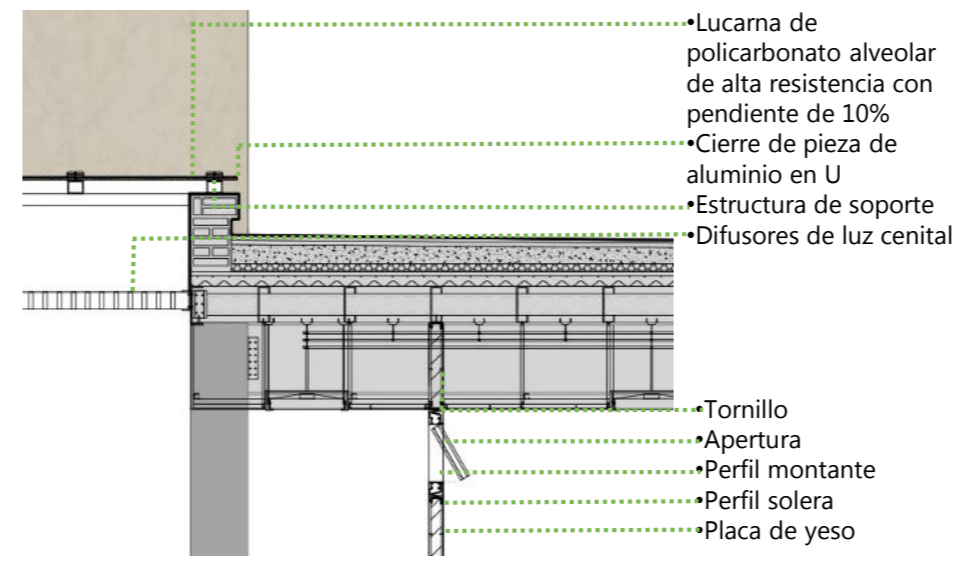 •Lucarna de
policarbonato alveolar
de alta resistencia con
pendiente de 10%
•Cierre de pieza de
aluminio en U
•Estructura de soporte
•Difusores de luz cenital
•Tornillo
•Apertura
•Perfil montante
•Perfil solera
•Placa de yeso